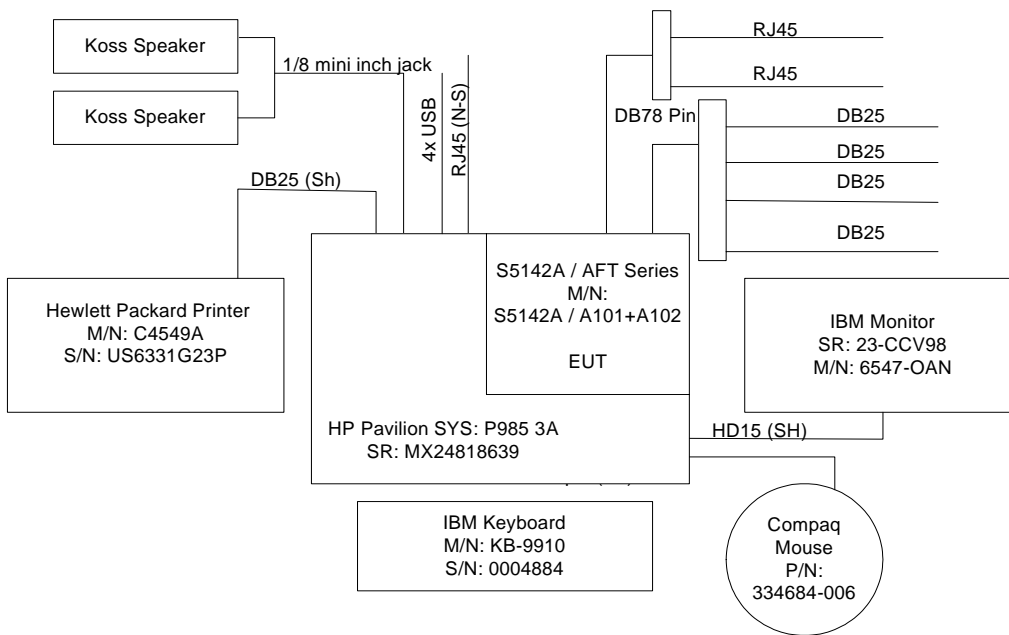 Koss Speaker
Koss Speaker
1/8 mini inch jack
4x USB
RJ45 (N-S)
RJ45
RJ45
DB78 Pin
DB25
DB25
DB25
DB25
DB25 (Sh)
Hewlett Packard Printer
M/N: C4549A
S/N: US6331G23P
S5142A / AFT Series
M/N:
S5142A / A101+A102
EUT
IBM Monitor
SR: 23-CCV98
M/N: 6547-OAN
HP Pavilion SYS: P985 3A
SR: MX24818639
HD15 (SH)
IBM Keyboard
M/N: KB-9910
S/N: 0004884
Compaq
Mouse
P/N:
334684-006